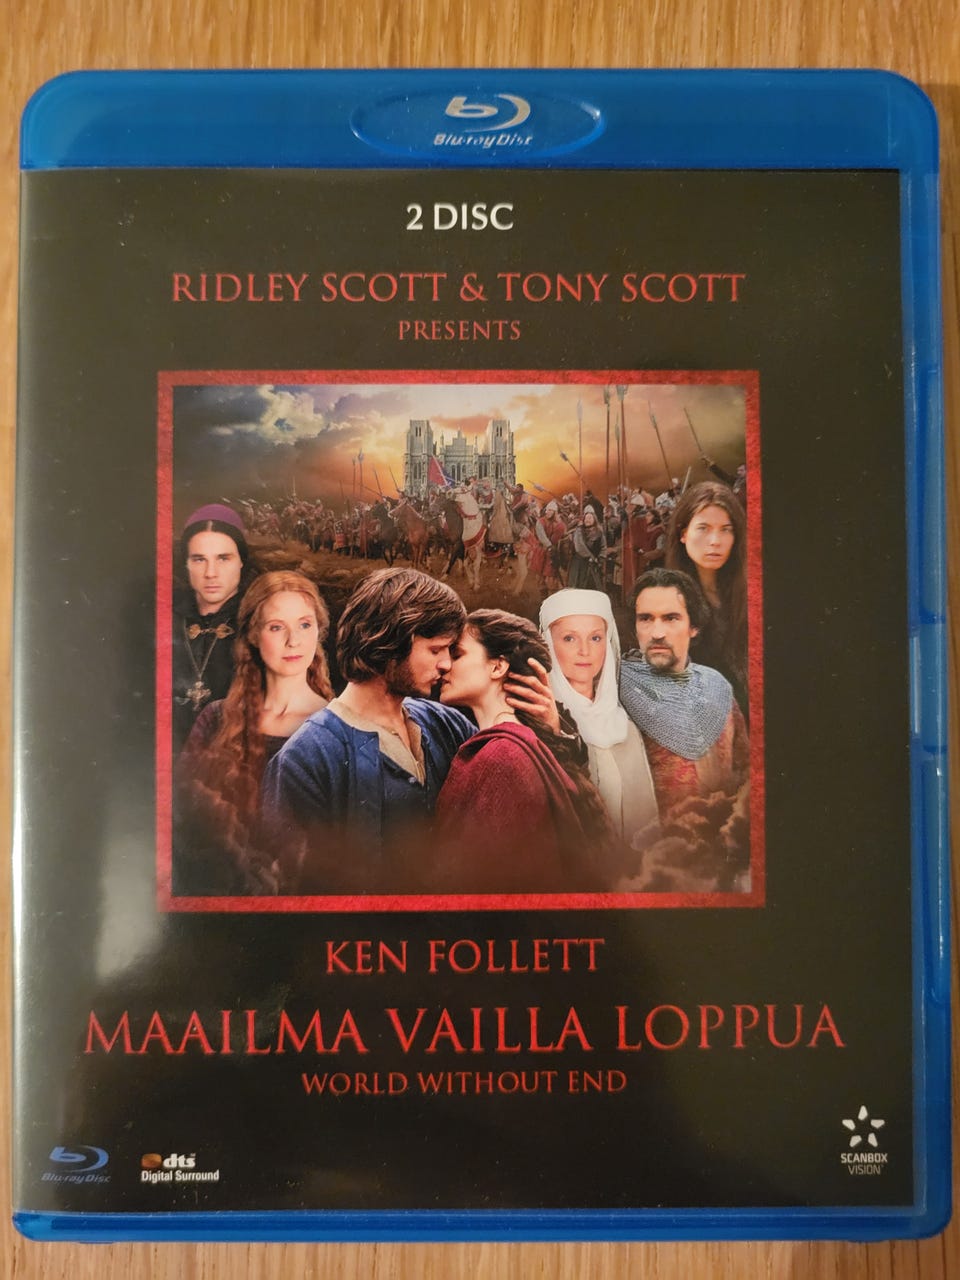 Blu-ray Disc
2 DISC
RIDLEY SCOTT & TONY SCOTT
PRESENTS
KEN FOLLETT
MAAILMA VAILLA LOPPUA
WORLD WITHOUT END
Blu-ray Disc
dts
Digital Surround
SCANBOX
VISION